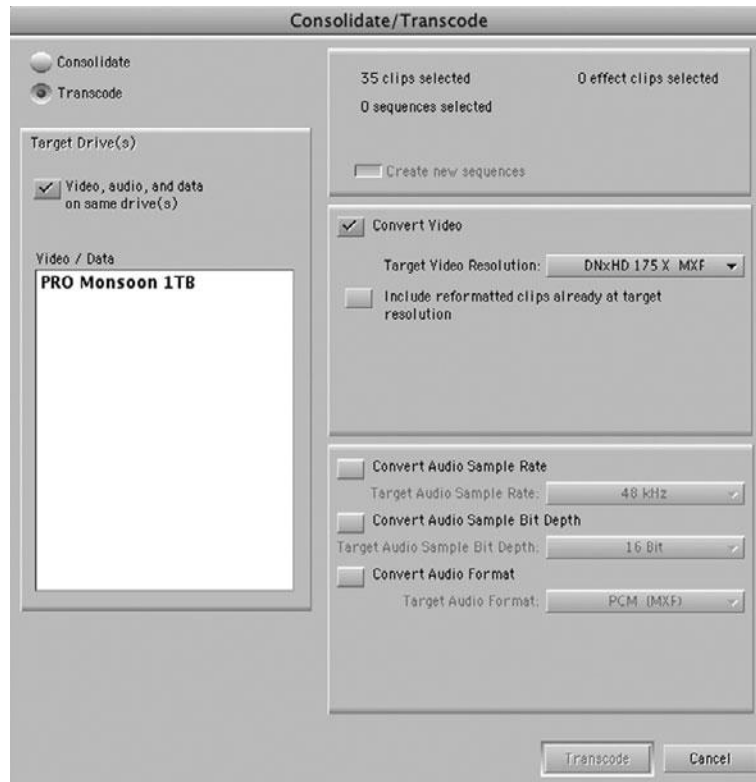 Consolidate/Transcode
Consolidate
Transcode
Target Drive(s)
Video, audio, and data
on same drive(s)
Video / Data
PRO Monsoon 1TB
35 clips selected
0 effect clips selected
0 sequences selected
Create new sequences
Convert Video
Target Video Resolution:
DNxHD 175 X MXF
Include reformatted clips already at target
resolution
Convert Audio Sample Rate
Target Audio Sample Rate:
48 kHz
Convert Audio Sample Bit Depth
Target Audio Sample Bit Depth:
16 Bit
Convert Audio Format
Target Audio Format:
PCM (MXF)
Transcode
Cancel